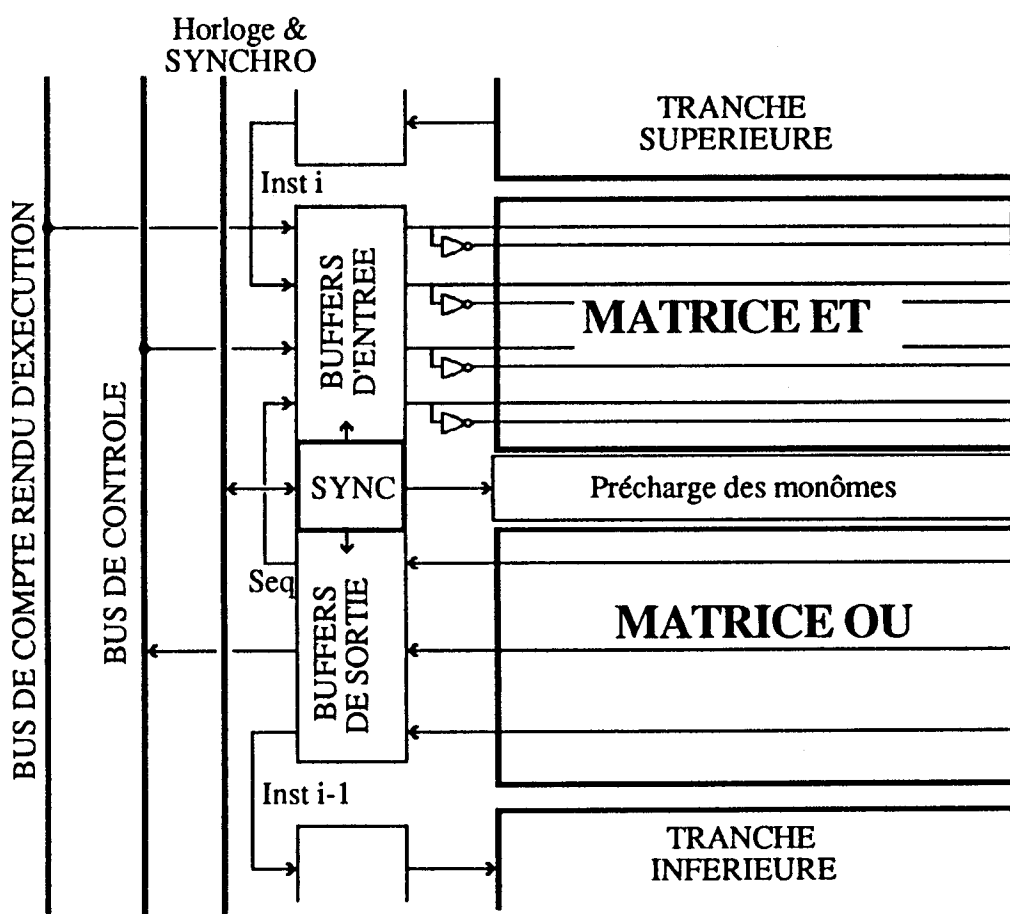 Horloge &
SYNCHRO
TRANCHE
SUPERIEURE
Inst i
BUS DE COMPTE RENDU D'EXECUTION
BUS DE CONTROLE
BUFFERS
D'ENTREE
MATRICE ET
SYNC
Précharge des monômes
Seq
BUFFERS
DE SORTIE
MATRICE OU
Inst i-1
TRANCHE
INFERIEURE